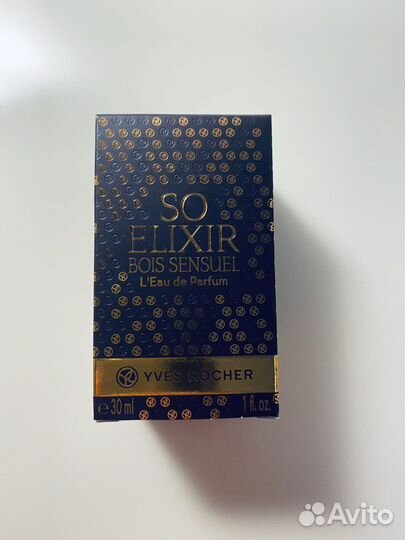 SO
ELIXIR
BOIS SENSUEL
L'Eau de Parfum
YVES ROCHER
℮ 30 ml 1 fl. oz.
Avito